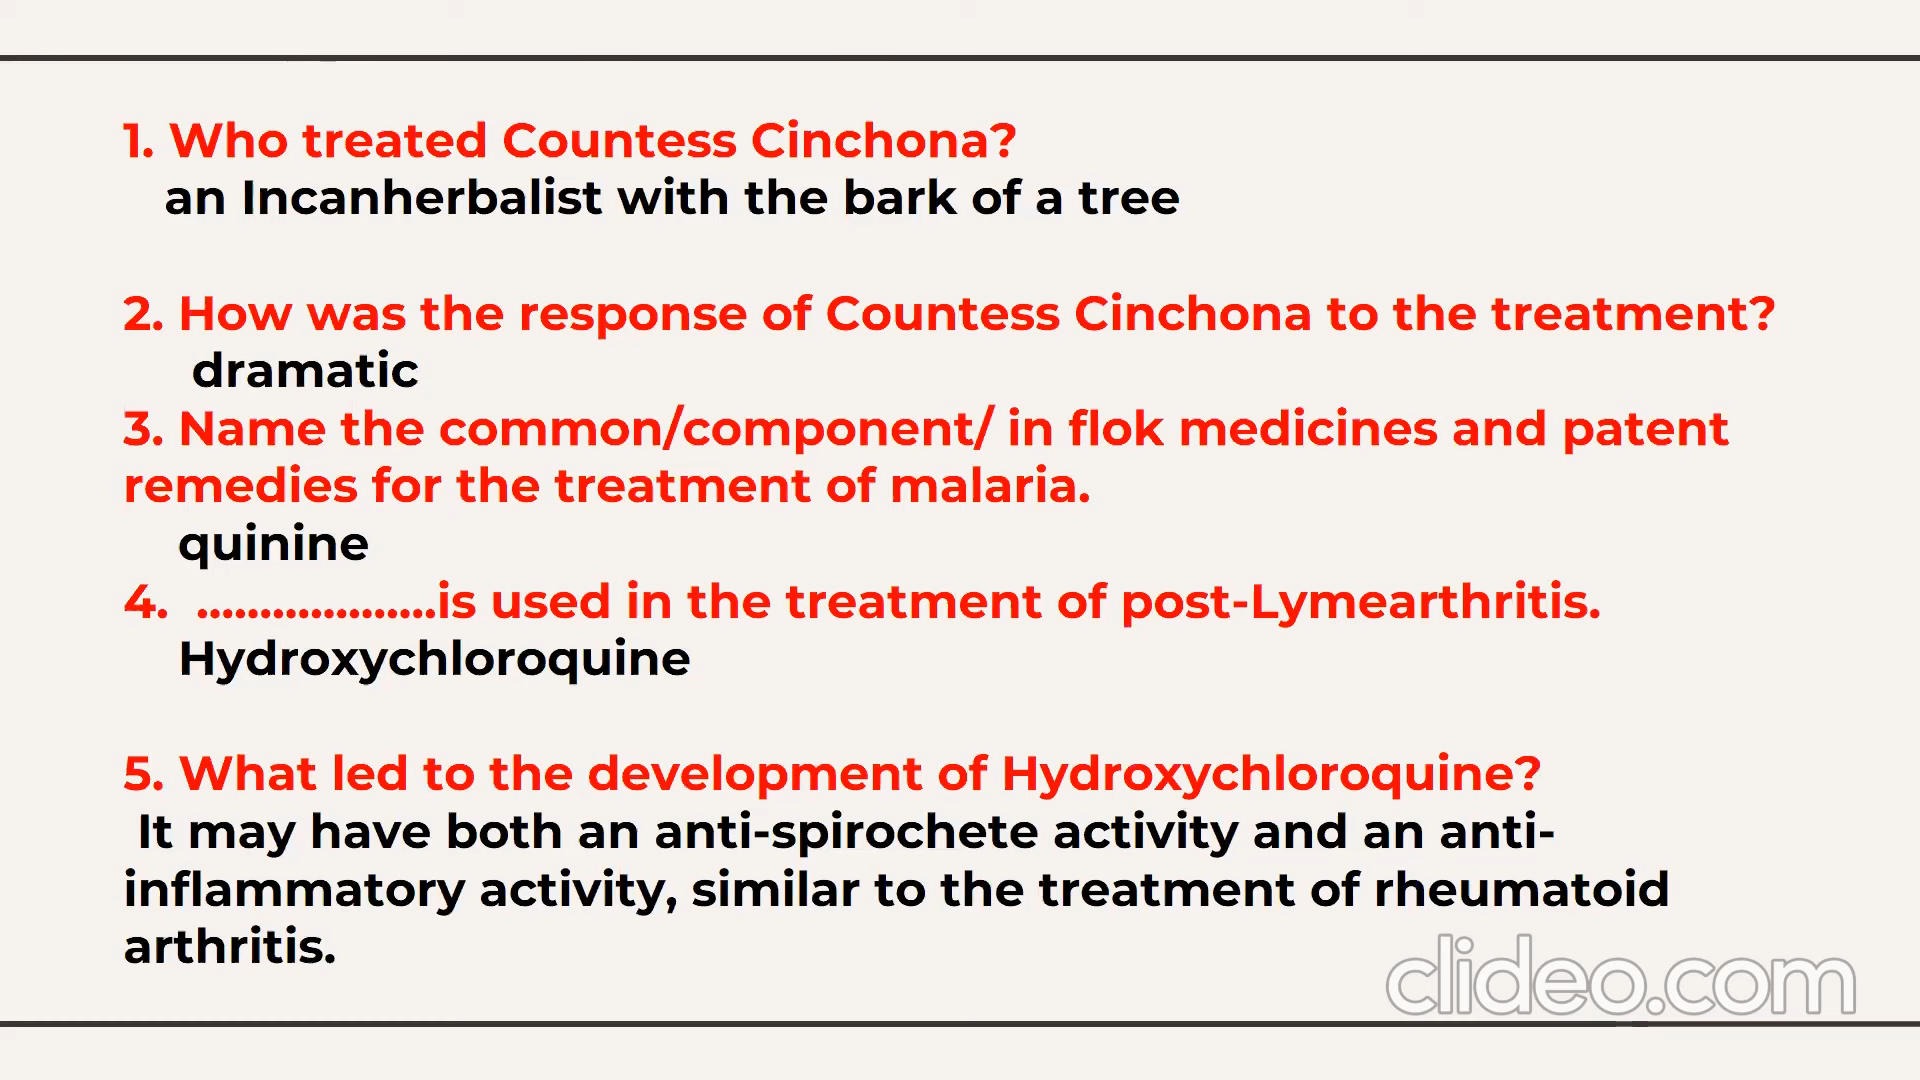 1. Who treated Countess Cinchona?
an Incanherbalist with the bark of a tree
2. How was the response of Countess Cinchona to the treatment?
dramatic
3. Name the common/component/ in flok medicines and patent
remedies for the treatment of malaria.
quinine
4. ...................is used in the treatment of post-Lymearthritis.
Hydroxychloroquine
5. What led to the development of Hydroxychloroquine?
It may have both an anti-spirochete activity and an anti-
inflammatory activity, similar to the treatment of rheumatoid
arthritis.
clideo.com